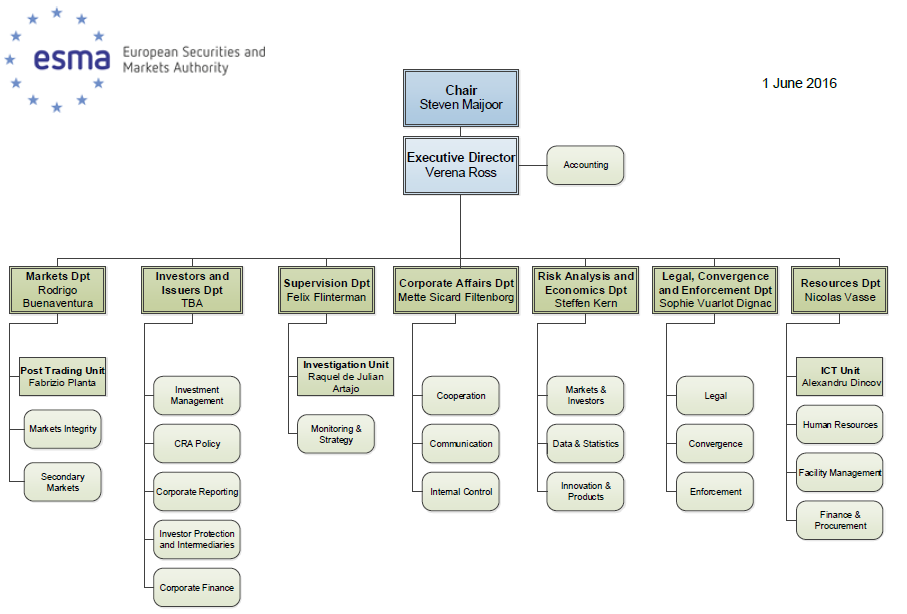 esma
European Securities and
Markets Authority
1 June 2016
Chair
Steven Maijoor
Executive Director
Verena Ross
Accounting
Markets Dpt
Rodrigo
Buenaventura
Investors and
Issuers Dpt
TBA
Supervision Dpt
Felix Flinterman
Corporate Affairs Dpt
Mette Sicard Filtenborg
Risk Analysis and
Economics Dpt
Steffen Kern
Legal, Convergence
and Enforcement Dpt
Sophie Vuarlot Dignac
Resources Dpt
Nicolas Vasse
Post Trading Unit
Fabrizio Planta
Markets Integrity
Secondary
Markets
Investment
Management
CRA Policy
Corporate Reporting
Investor Protection
and Intermediaries
Corporate Finance
Investigation Unit
Raquel de Julian
Artajo
Monitoring &
Strategy
Cooperation
Communication
Internal Control
Markets &
Investors
Data & Statistics
Innovation &
Products
Legal
Convergence
Enforcement
ICT Unit
Alexandru Dincov
Human Resources
Facility Management
Finance &
Procurement